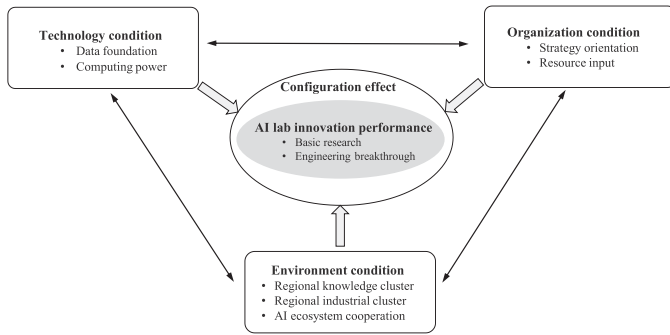 Technology condition
• Data foundation
• Computing power
Organization condition
• Strategy orientation
• Resource input
Configuration effect
AI lab innovation performance
• Basic research
• Engineering breakthrough
Environment condition
• Regional knowledge cluster
• Regional industrial cluster
• AI ecosystem cooperation